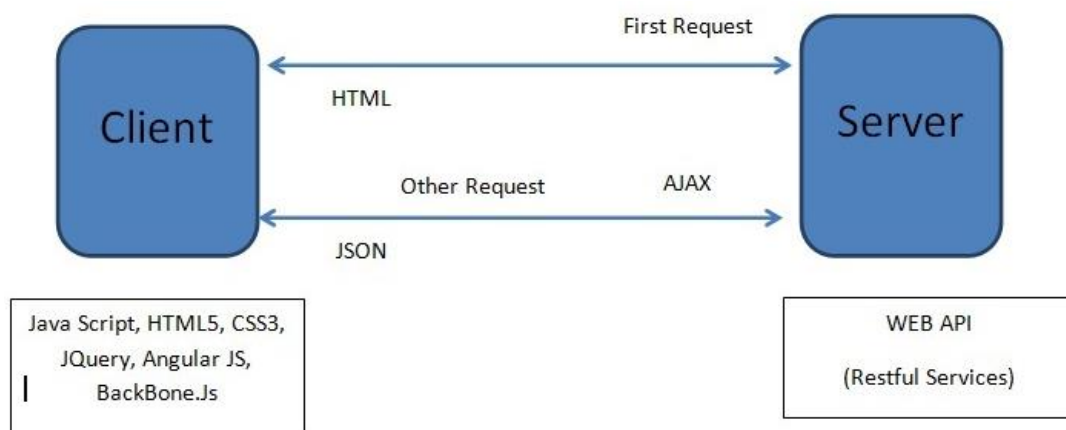 First Request
Client
Server
HTML
Other Request
AJAX
JSON
Java Script, HTML5, CSS3,
JQuery, Angular JS,
BackBone.Js
WEB API
(Restful Services)